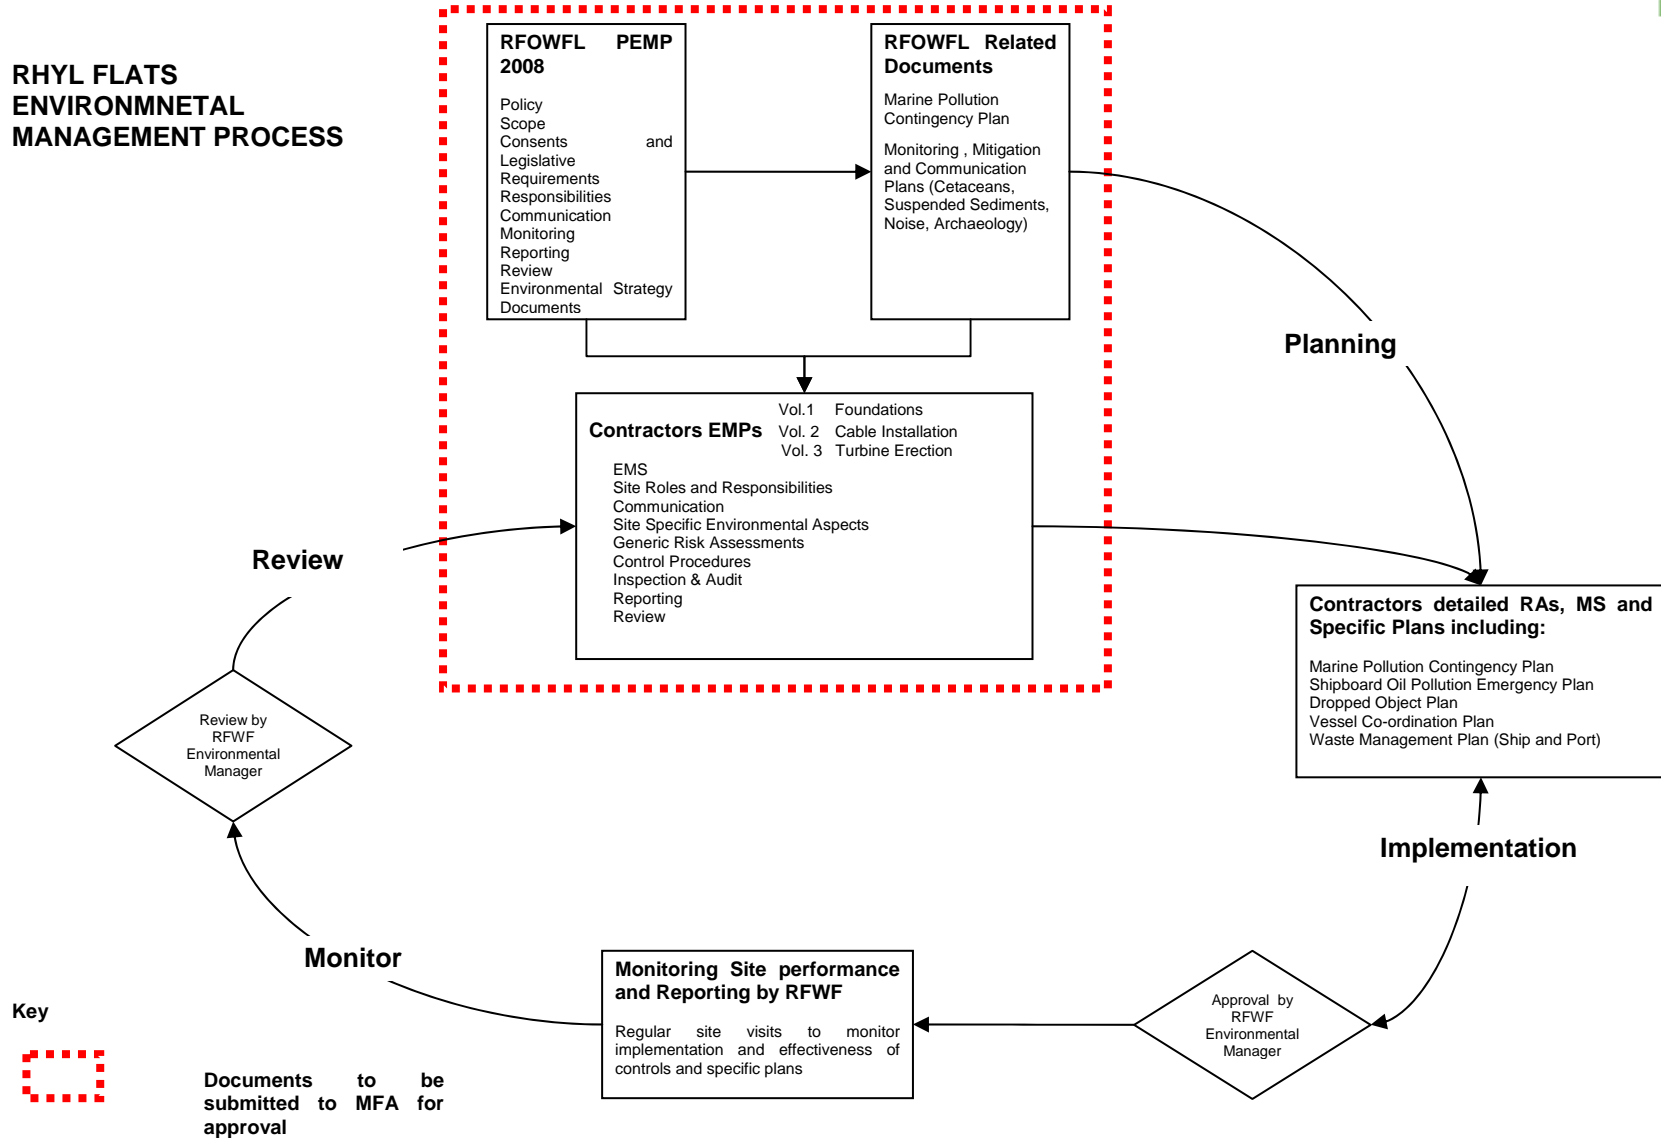 RHYL FLATS
ENVIRONMNETAL
MANAGEMENT PROCESS
RFOWFL PEMP
2008
Policy
Scope
Consents and
Legislative
Requirements
Responsibilities
Communication
Monitoring
Reporting
Review
Environmental Strategy
Documents
RFOWFL Related
Documents
Marine Pollution
Contingency Plan
Monitoring , Mitigation
and Communication
Plans (Cetaceans,
Suspended Sediments,
Noise, Archaeology)
Planning
Contractors EMPs
Vol.1 Foundations
Vol. 2 Cable Installation
Vol. 3 Turbine Erection
EMS
Site Roles and Responsibilities
Communication
Site Specific Environmental Aspects
Generic Risk Assessments
Control Procedures
Inspection & Audit
Reporting
Review
Review
Contractors detailed RAs, MS and
Specific Plans including:
Marine Pollution Contingency Plan
Shipboard Oil Pollution Emergency Plan
Dropped Object Plan
Vessel Co-ordination Plan
Waste Management Plan (Ship and Port)
Review by
RFWF
Environmental
Manager
Implementation
Monitor
Monitoring Site performance
and Reporting by RFWF
Regular site visits to monitor
implementation and effectiveness of
controls and specific plans
Approval by
RFWF
Environmental
Manager
Key
Documents to be
submitted to MFA for
approval